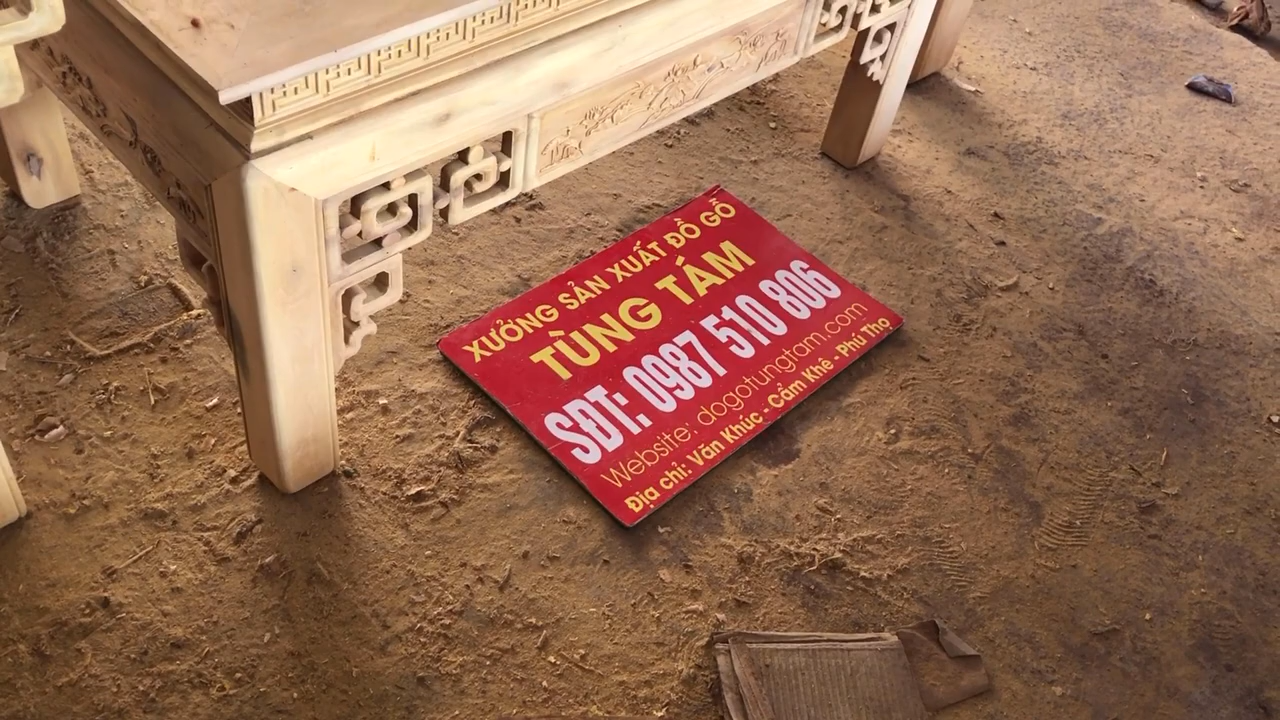 XƯỞNG SẢN XUẤT ĐỒ GỖ
TÙNG TÁM
SĐT: 0987 510 806
Website: dogotungtam.com
Địa chỉ: Văn Khúc - Cẩm Khê - Phú Thọ